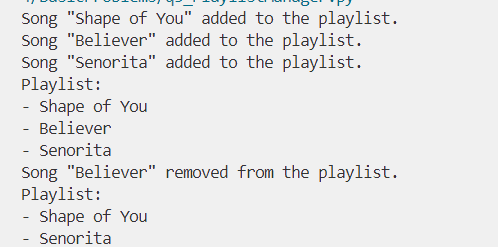 Song "Shape of You" added to the playlist.
Song "Believer" added to the playlist.
Song "Senorita" added to the playlist.
Playlist:
- Shape of You
- Believer
- Senorita
Song "Believer" removed from the playlist.
Playlist:
- Shape of You
- Senorita